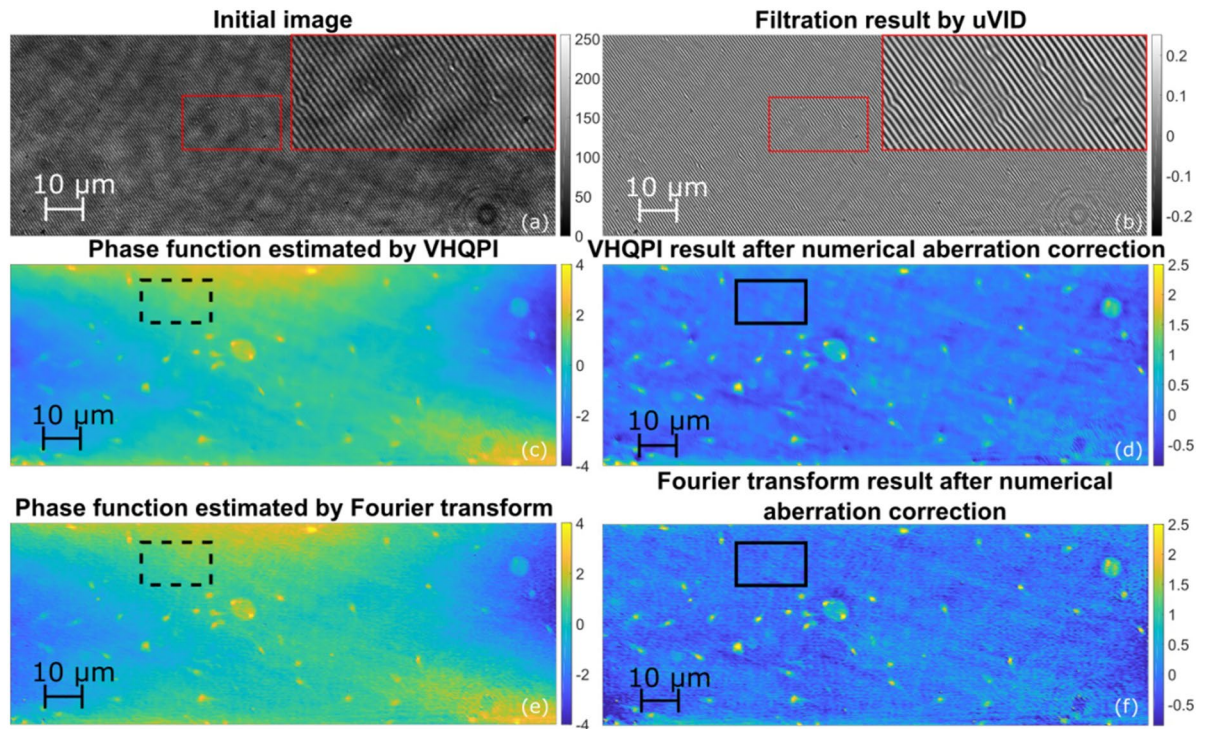 Initial image
Filtration result by uVID
250
200
150
100
50
0
0.2
0.1
0
-0.1
-0.2
10 µm
(a)
10 µm
(b)
Phase function estimated by VHQPI
VHQPI result after numerical aberration correction
4
2
0
-2
-4
2.5
2
1.5
1
0.5
0
-0.5
10 µm
(c)
10 µm
(d)
Phase function estimated by Fourier transform
Fourier transform result after numerical
aberration correction
4
2
0
-2
-4
2.5
2
1.5
1
0.5
0
-0.5
10 µm
(e)
10 µm
(f)